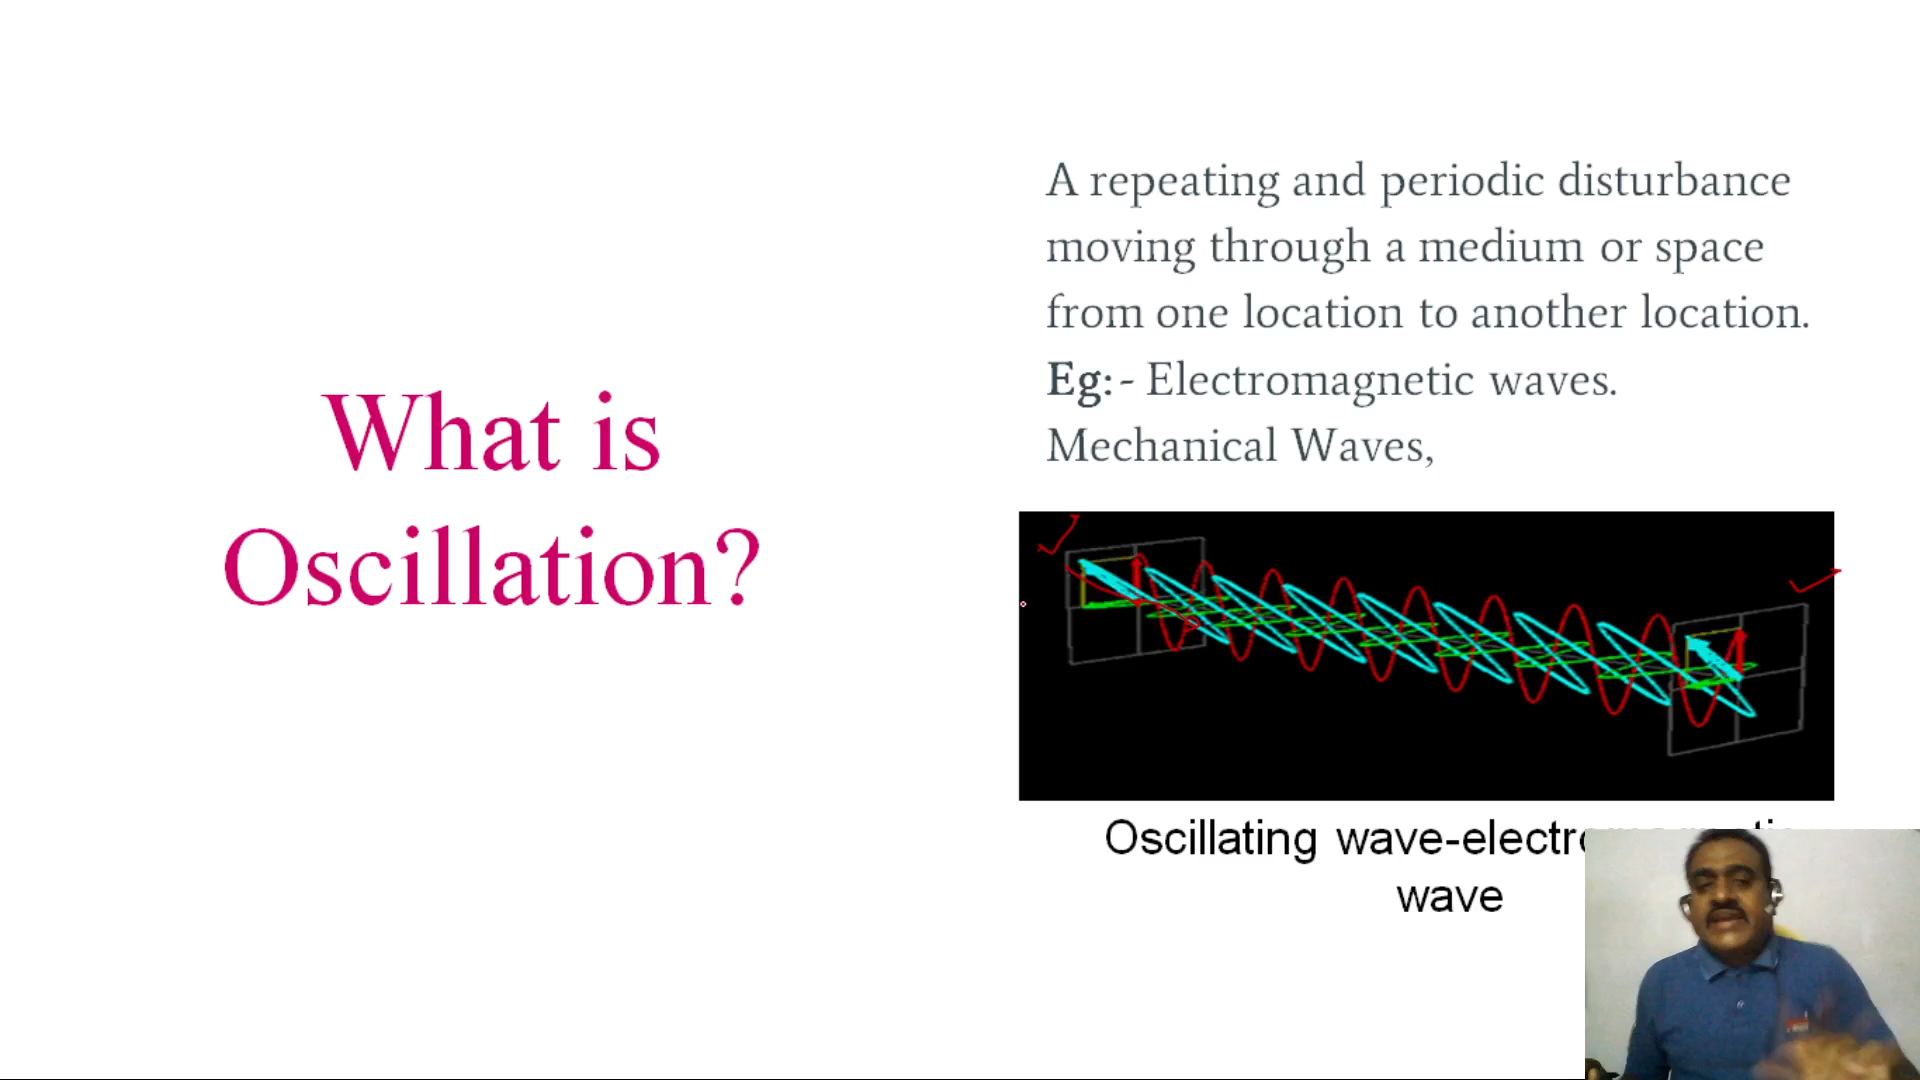 What is
Oscillation?
A repeating and periodic disturbance
moving through a medium or space
from one location to another location.
Eg:- Electromagnetic waves.
Mechanical Waves,
Oscillating wave-electromagnetic
wave